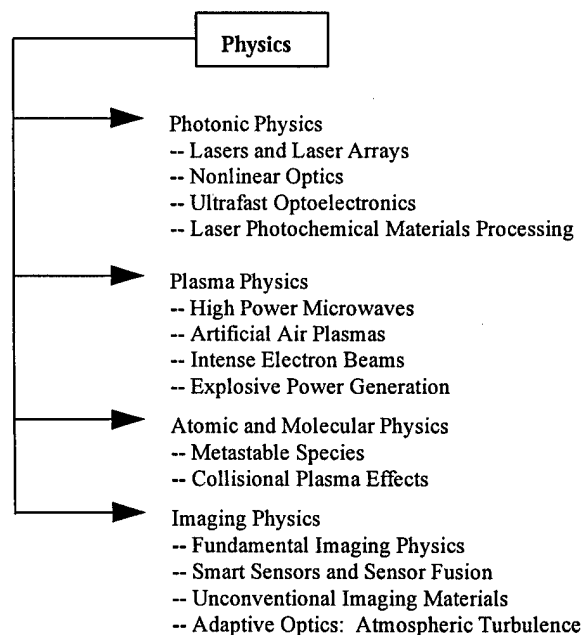 Physics
Photonic Physics
-- Lasers and Laser Arrays
-- Nonlinear Optics
-- Ultrafast Optoelectronics
-- Laser Photochemical Materials Processing
Plasma Physics
-- High Power Microwaves
-- Artificial Air Plasmas
-- Intense Electron Beams
-- Explosive Power Generation
Atomic and Molecular Physics
-- Metastable Species
-- Collisional Plasma Effects
Imaging Physics
-- Fundamental Imaging Physics
-- Smart Sensors and Sensor Fusion
-- Unconventional Imaging Materials
-- Adaptive Optics: Atmospheric Turbulence